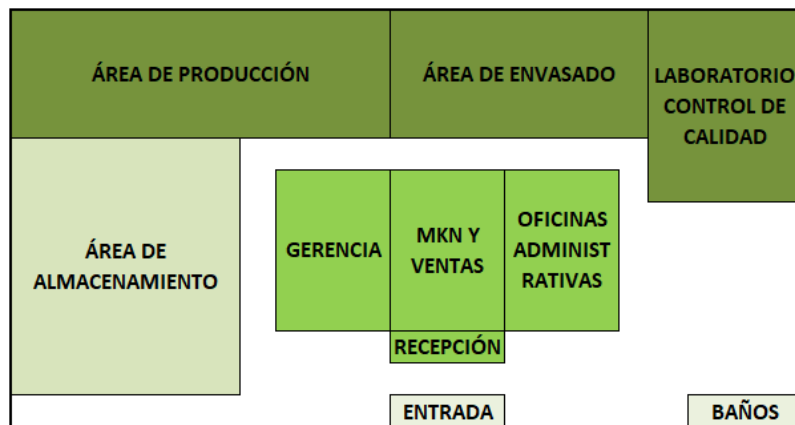 ÁREA DE PRODUCCIÓN
ÁREA DE ENVASADO
LABORATORIO
CONTROL DE
CALIDAD
ÁREA DE
ALMACENAMIENTO
GERENCIA
MKN Y
VENTAS
OFICINAS
ADMINIST
RATIVAS
RECEPCIÓN
ENTRADA
BAÑOS